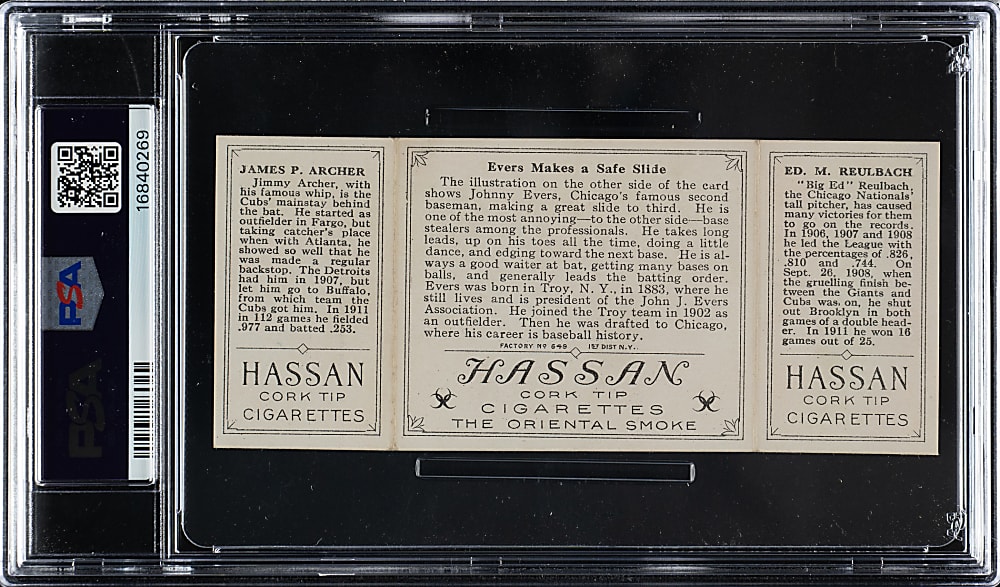 16840269
PSA
PSA
JAMES P. ARCHER
Jimmy Archer, with
his famous whip, is the
Cubs' mainstay behind
the bat. He started as
outfielder in Fargo, but
taking catcher's place
when with Atlanta, he
showed so well that he
was made a regular
backstop. The Detroits
had him in 1907, but
let him go to Buffalo,
from which team the
Cubs got him. In 1911
in 112 games he fielded
.977 and batted .253.
HASSAN
CORK TIP
CIGARETTES
Evers Makes a Safe Slide
The illustration on the other side of the card
shows Johnny Evers, Chicago's famous second
baseman, making a great slide to third. He is
one of the most annoying—to the other side—base
stealers among the professionals. He takes long
leads, up on his toes all the time, doing a little
dance, and edging toward the next base. He is al-
ways a good waiter at bat, getting many bases on
balls, and generally leads the batting order.
Evers was born in Troy, N. Y., in 1883, where he
still lives and is president of the John J. Evers
Association. He joined the Troy team in 1902 as
an outfielder. Then he was drafted to Chicago,
where his career is baseball history.
FACTORY Nº 649 1ST DIST N.Y.
HASSAN
CORK TIP
CIGARETTES
THE ORIENTAL SMOKE
ED. M. REULBACH
"Big Ed" Reulbach,
the Chicago Nationals'
tall pitcher, has caused
many victories for them
to go on the records.
In 1906, 1907 and 1908
he led the League with
the percentages of .826,
.810 and .744. On
Sept. 26, 1908, when
the gruelling finish be-
tween the Giants and
Cubs was on, he shut
out Brooklyn in both
games of a double head-
er. In 1911 he won 16
games out of 25.
HASSAN
CORK TIP
CIGARETTES